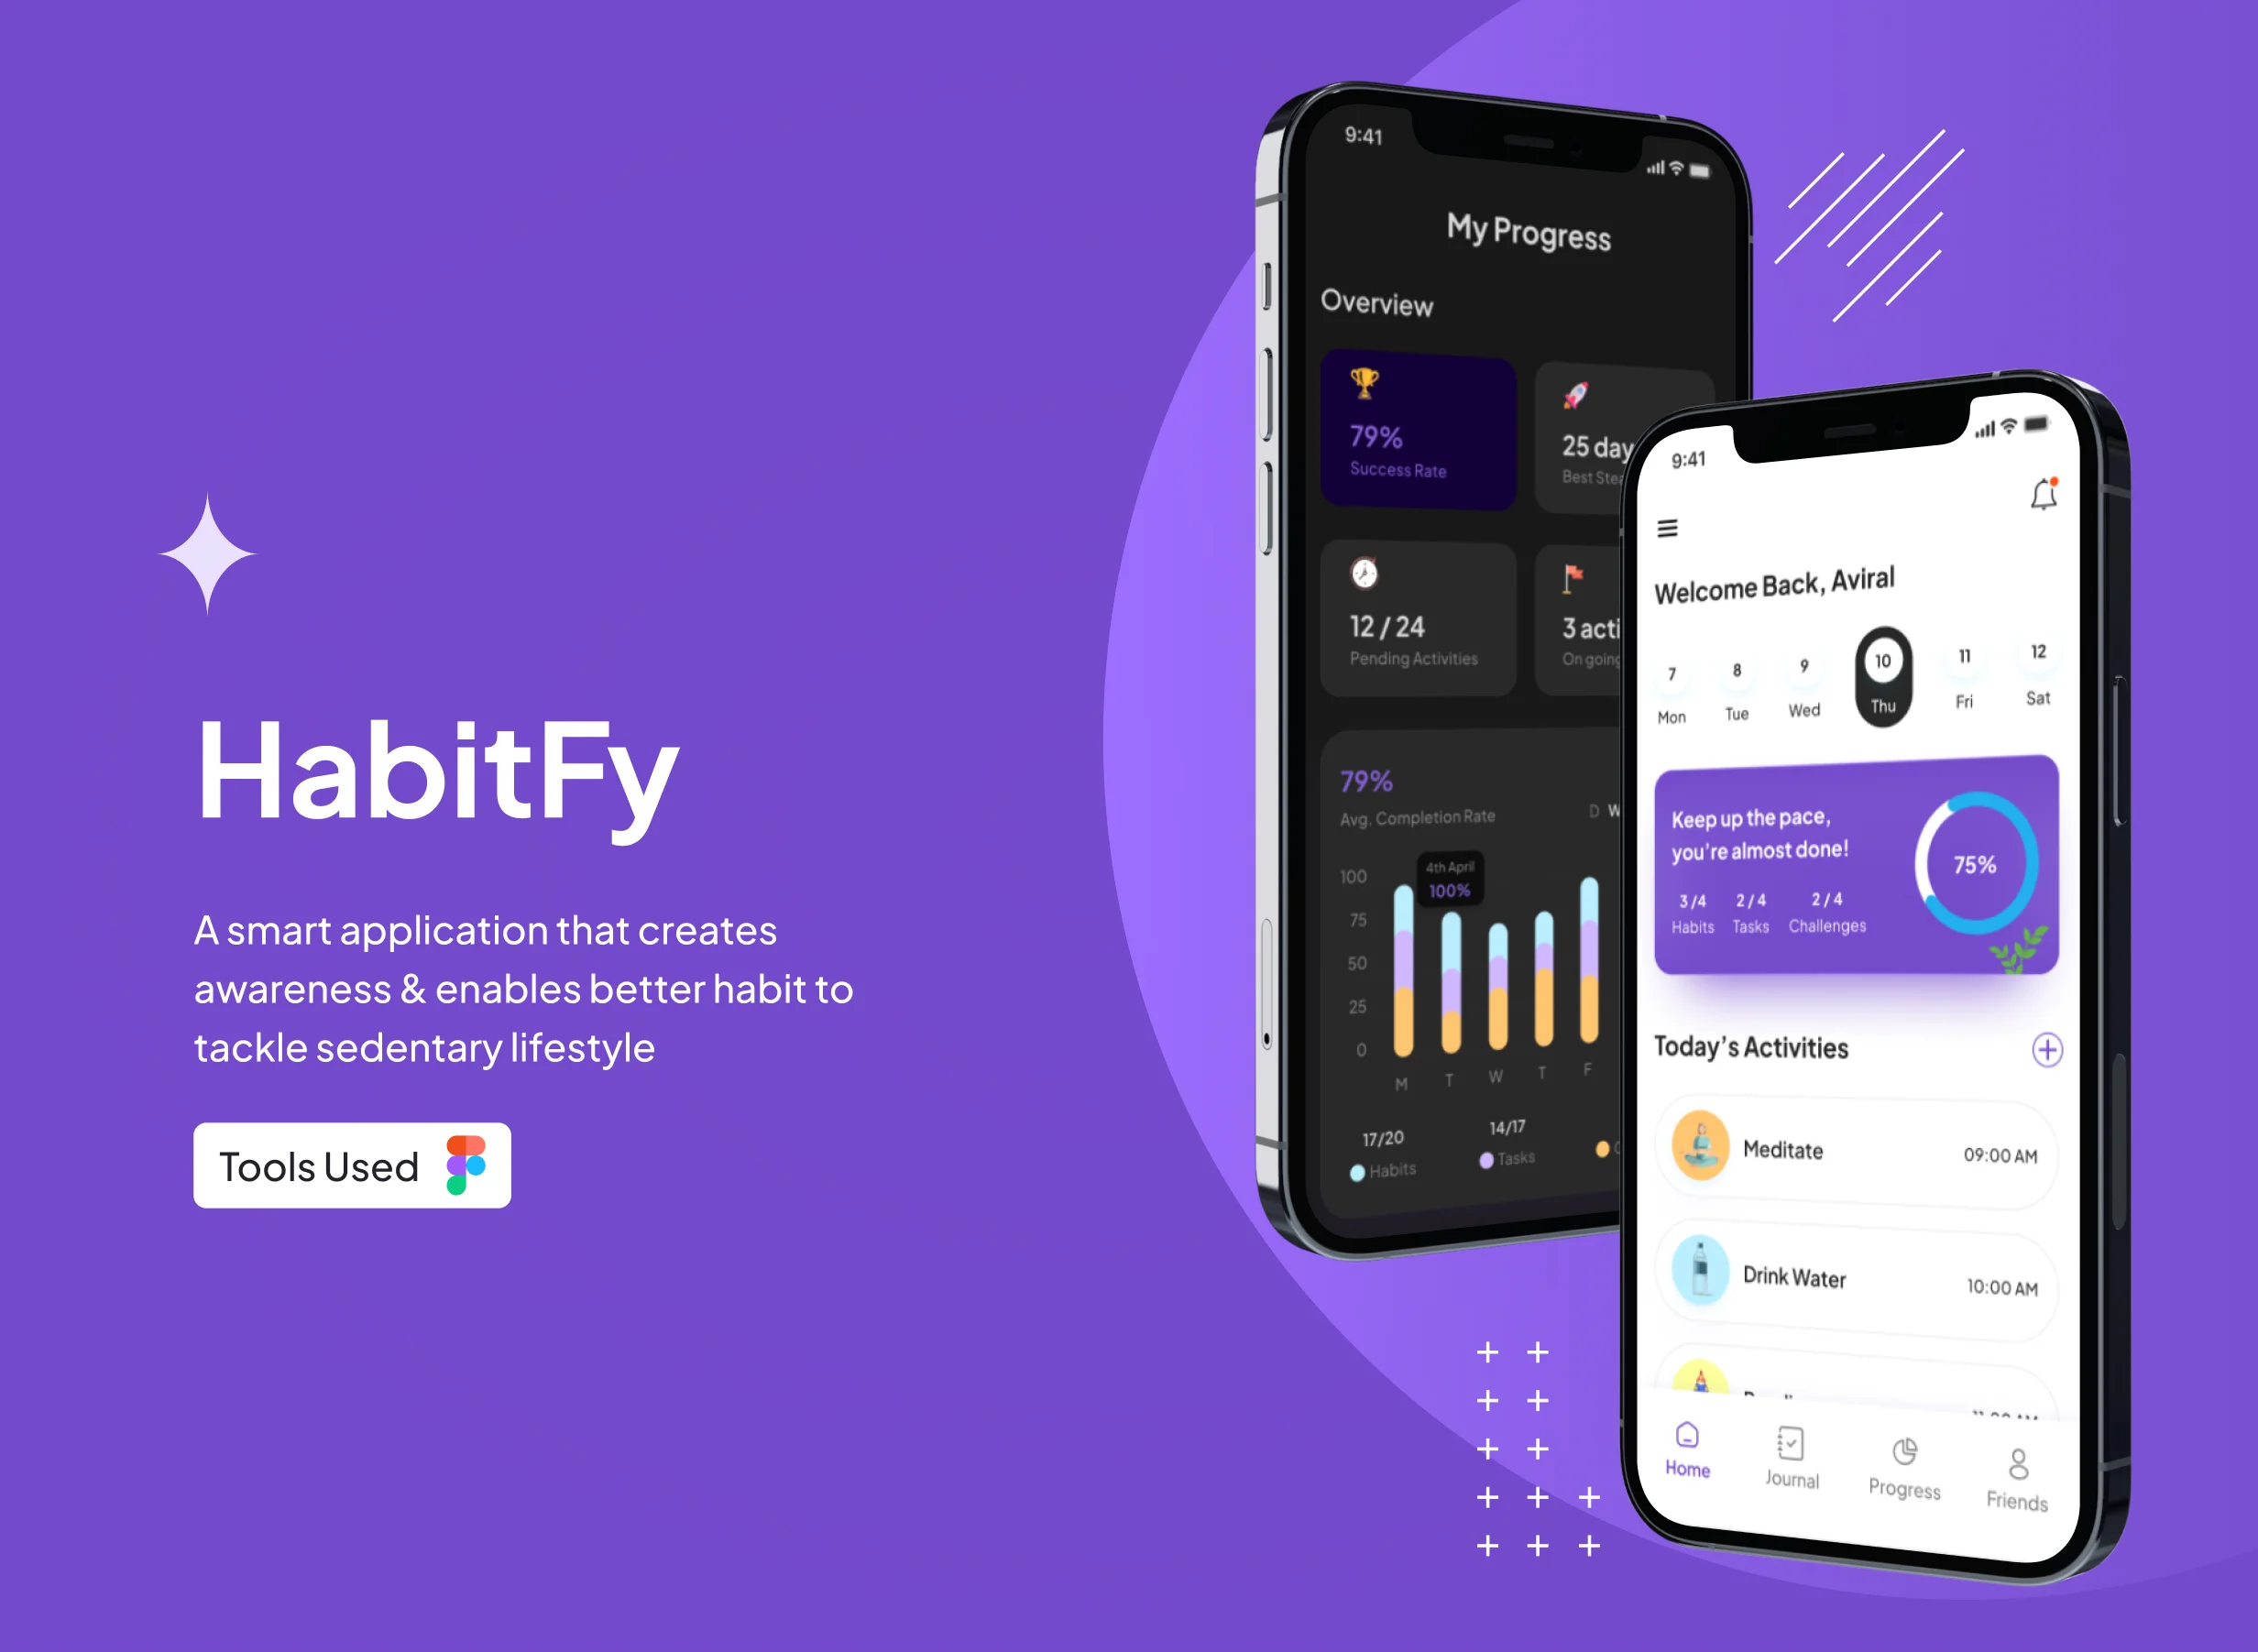 HabitFy
A smart application that creates
awareness & enables better habit to
tackle sedentary lifestyle
Tools Used
9:41
My Progress
Overview
79%
Success Rate
25 day
Best
12 / 24
Pending Activities
3
On going
79%
Avg. Completion Rate
D W
4th April
100%
100
75
50
25
0
M T W T F
17/20
Habits
14/17
Tasks
9:41
Welcome Back, Aviral
7 8 9 10 11 12
Mon Tue Wed Thu Fri Sat
Keep up the pace,
you're almost done!
75%
3 /4 2 / 4 2 / 4
Habits Tasks Challenges
Today's Activities
Meditate 09:00 AM
Drink Water 10:00 AM
Home Journal Progress Friends